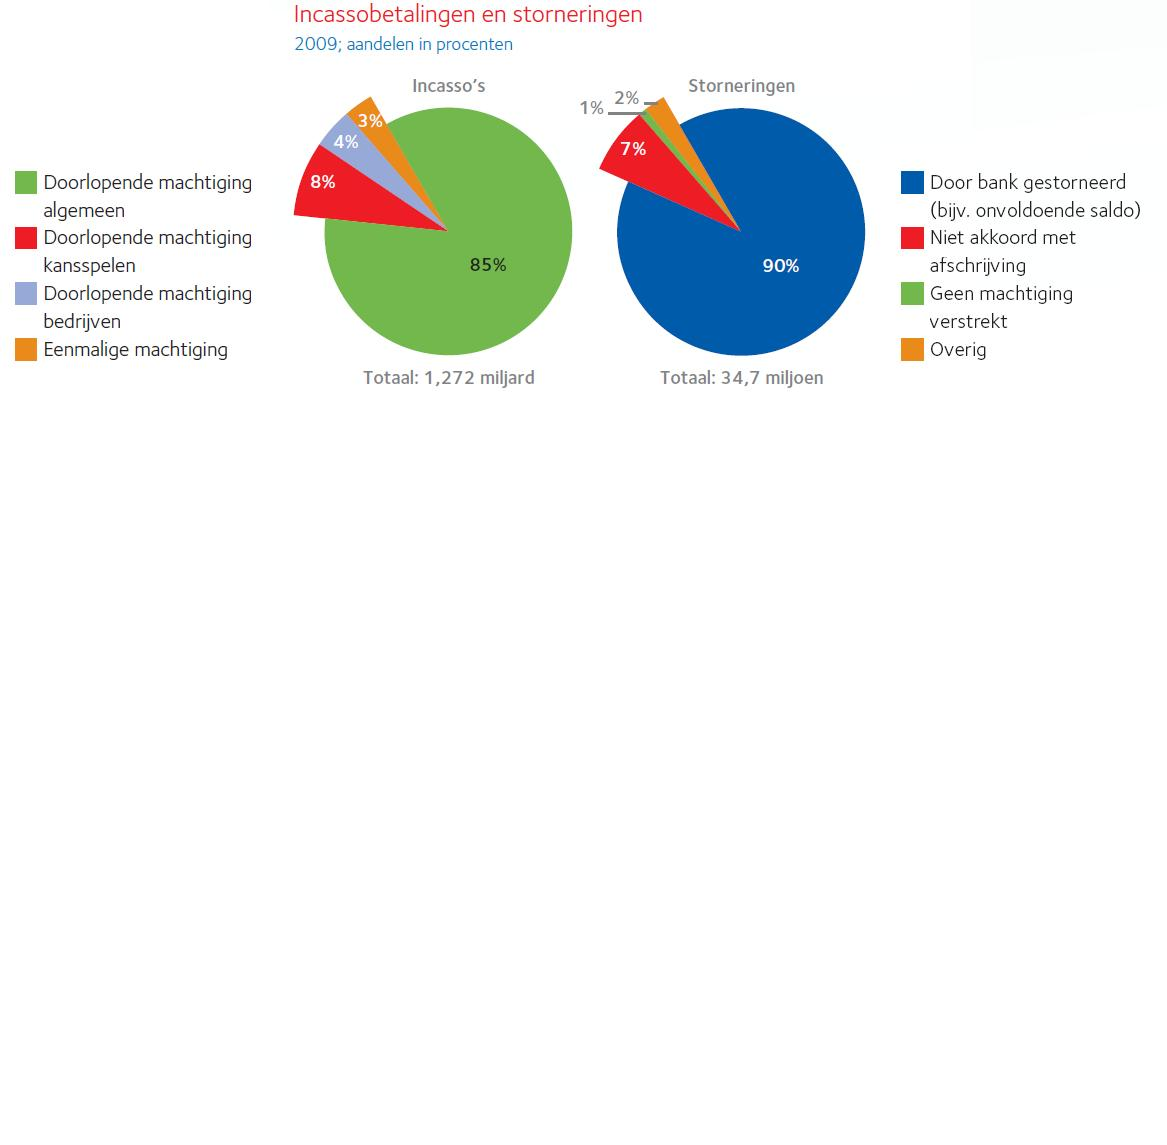 Incassobetalingen en storneringen
2009; aandelen in procenten
Incasso's
3%
4%
8%
85%
Totaal: 1,272 miljard
Doorlopende machtiging
algemeen
Doorlopende machtiging
kansspelen
Doorlopende machtiging
bedrijven
Eenmalige machtiging
Storneringen
2%
1%
7%
90%
Totaal: 34,7 miljoen
Door bank gestorneerd
(bijv. onvoldoende saldo)
Niet akkoord met
afschrijving
Geen machtiging
verstrekt
Overig